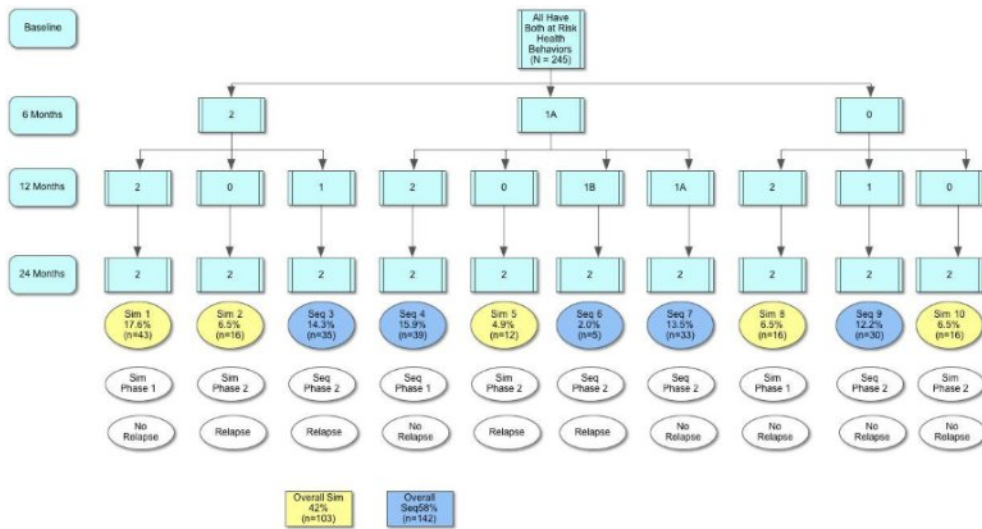 Baseline
All Have
Both at Risk
Health
Behaviors
(N = 245)
6 Months
2
1A
0
12 Months
2
0
1
2
0
1B
1A
2
1
0
24 Months
2
2
2
2
2
2
2
2
2
2
Sim 1
17.6%
(n=43)
Sim 2
6.5%
(n=16)
Seq 3
14.3%
(n=35)
Seq 4
15.9%
(n=39)
Sim 5
4.9%
(n=12)
Seq 6
2.0%
(n=5)
Seq 7
13.5%
(n=33)
Sim 8
6.5%
(n=16)
Seq 9
12.2%
(n=30)
Sim 10
6.5%
(n=16)
Sim
Phase 1
Sim
Phase 2
Seq
Phase 2
Seq
Phase 1
Sim
Phase 2
Seq
Phase 2
Seq
Phase 2
Sim
Phase 1
Seq
Phase 2
Sim
Phase 2
No
Relapse
Relapse
Relapse
No
Relapse
Relapse
Relapse
No
Relapse
No
Relapse
No
Relapse
No
Relapse
Overall Sim
42%
(n=103)
Overall
Seq58%
(n=142)